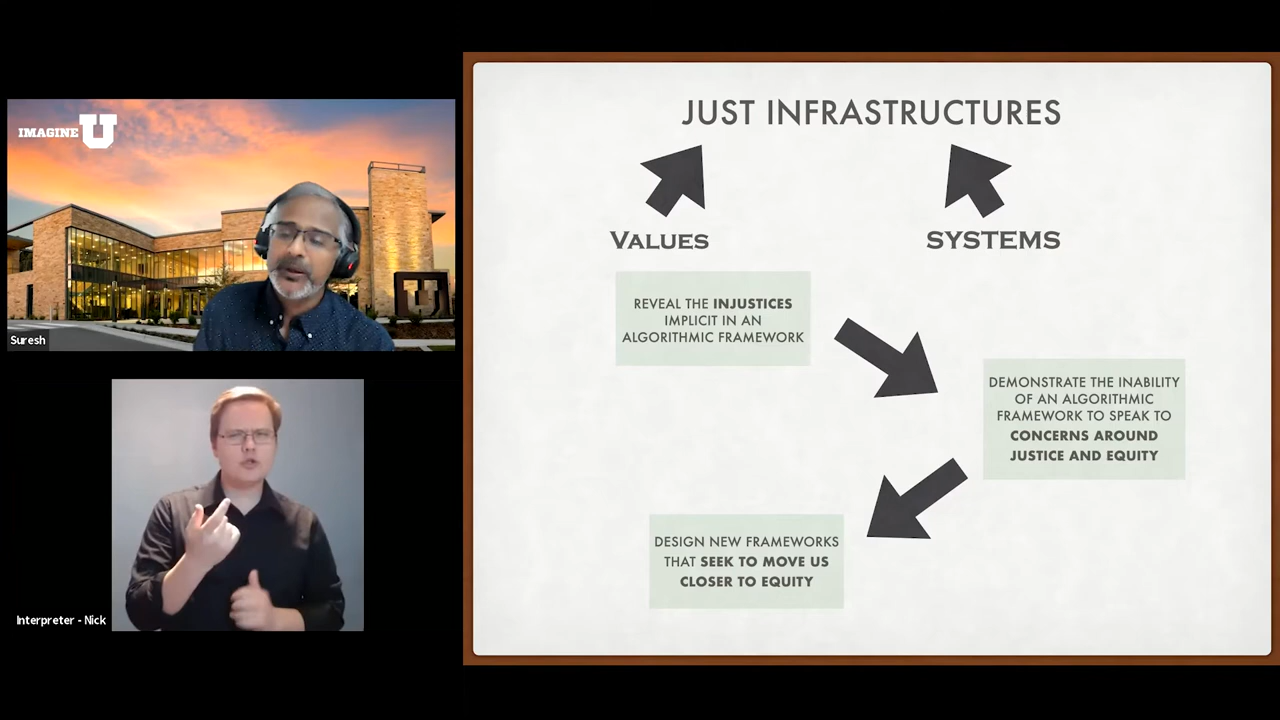 IMAGINE U
Suresh
Interpreter - Nick
JUST INFRASTRUCTURES
VALUES
SYSTEMS
REVEAL THE INJUSTICES
IMPLICIT IN AN
ALGORITHMIC FRAMEWORK
DEMONSTRATE THE INABILITY
OF AN ALGORITHMIC
FRAMEWORK TO SPEAK TO
CONCERNS AROUND
JUSTICE AND EQUITY
DESIGN NEW FRAMEWORKS
THAT SEEK TO MOVE US
CLOSER TO EQUITY